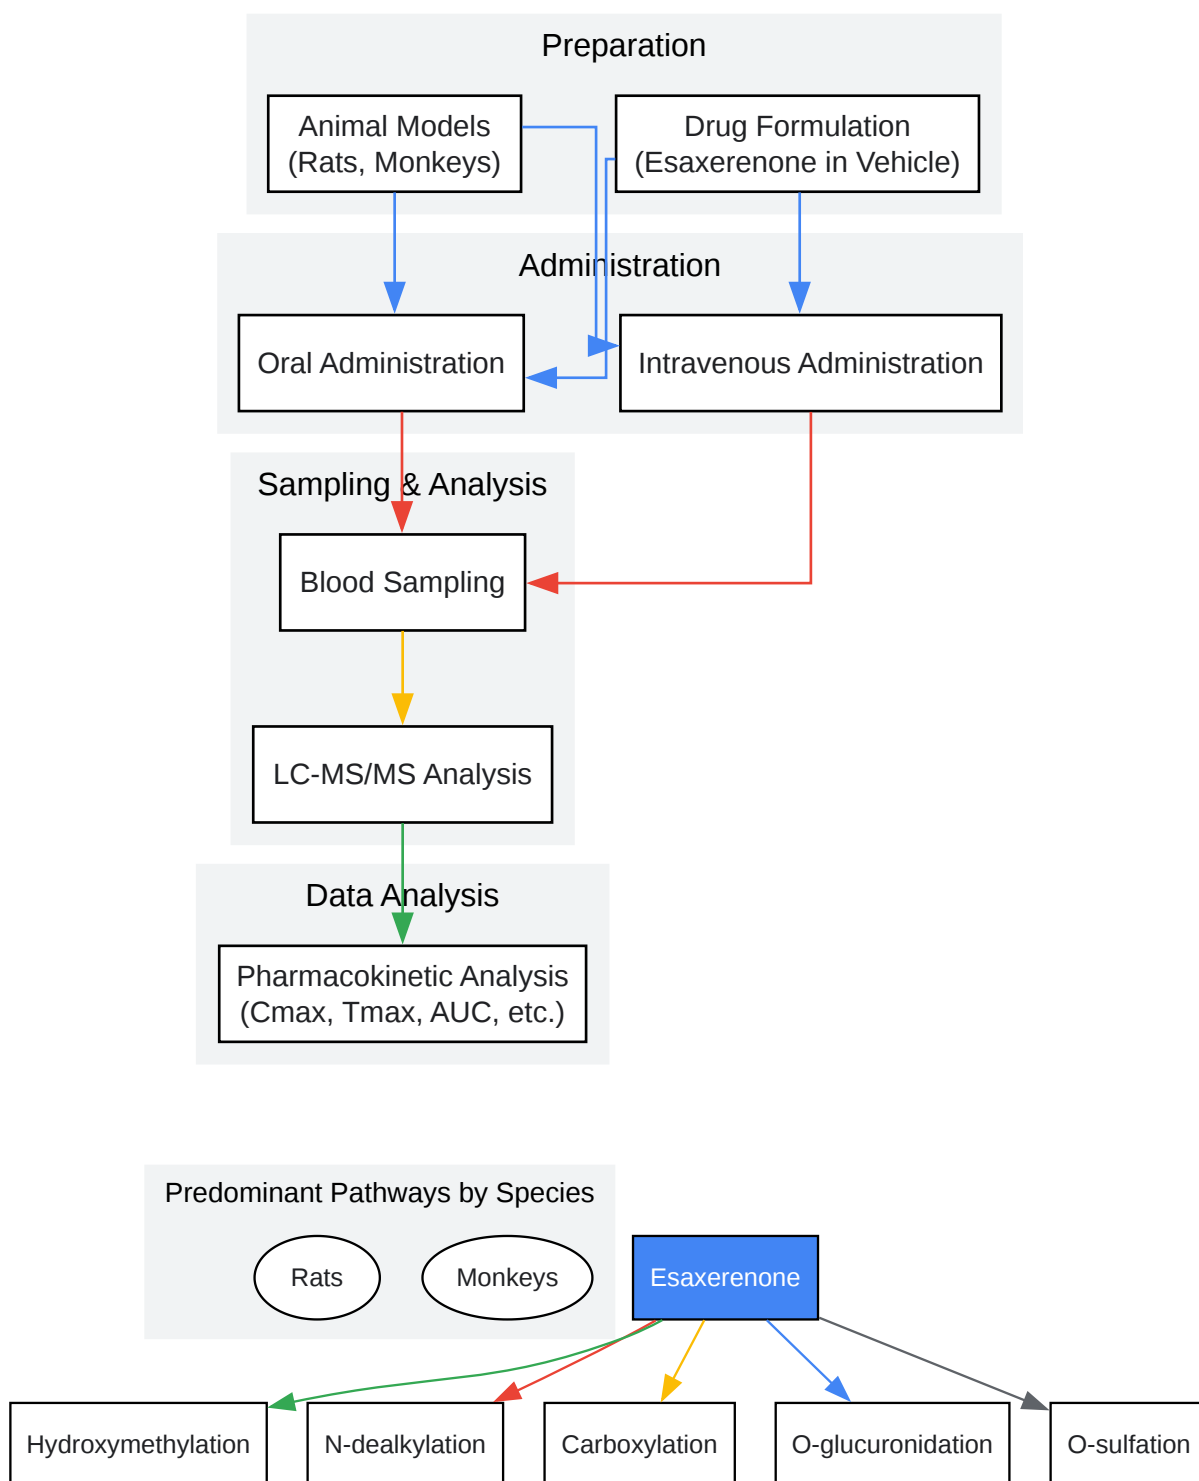 Preparation
Animal Models
(Rats, Monkeys)
Drug Formulation
(Esaxerenone in Vehicle)
Administration
Oral Administration
Intravenous Administration
Sampling & Analysis
Blood Sampling
LC-MS/MS Analysis
Data Analysis
Pharmacokinetic Analysis
(Cmax, Tmax, AUC, etc.)
Predominant Pathways by Species
Rats
Monkeys
Esaxerenone
Hydroxymethylation
N-dealkylation
Carboxylation
O-glucuronidation
O-sulfation